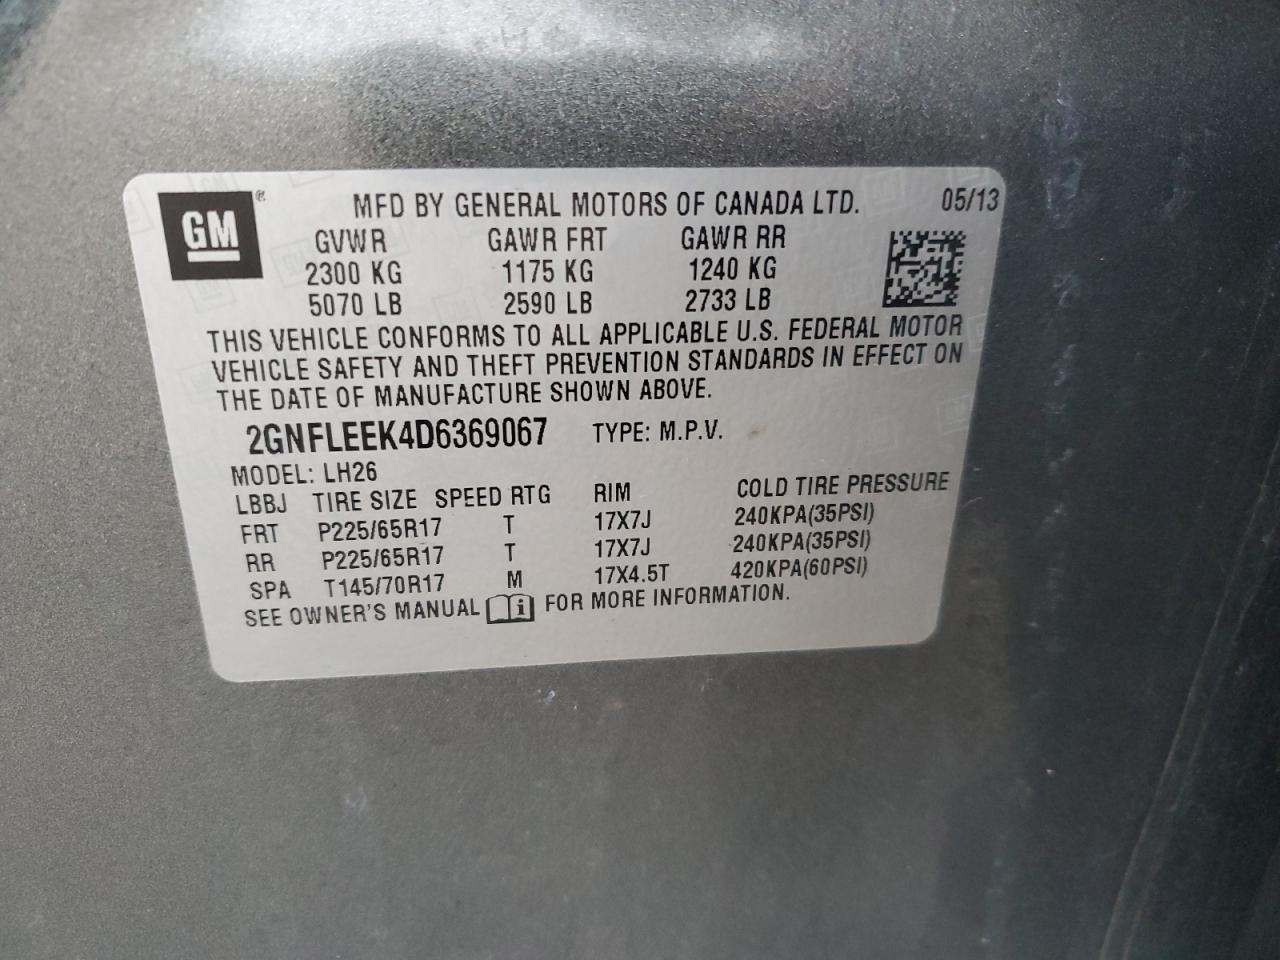 GM ® MFD BY GENERAL MOTORS OF CANADA LTD. 05/13
GVWR GAWR FRT GAWR RR
2300 KG 1175 KG 1240 KG
5070 LB 2590 LB 2733 LB
THIS VEHICLE CONFORMS TO ALL APPLICABLE U.S. FEDERAL MOTOR
VEHICLE SAFETY AND THEFT PREVENTION STANDARDS IN EFFECT ON
THE DATE OF MANUFACTURE SHOWN ABOVE.
2GNFLEEK4D6369067 TYPE: M.P.V.
MODEL: LH26
LBBJ TIRE SIZE SPEED RTG RIM COLD TIRE PRESSURE
FRT P225/65R17 T 17X7J 240KPA(35PSI)
RR P225/65R17 T 17X7J 240KPA(35PSI)
SPA T145/70R17 M 17X4.5T 420KPA(60PSI)
SEE OWNER'S MANUAL i FOR MORE INFORMATION.